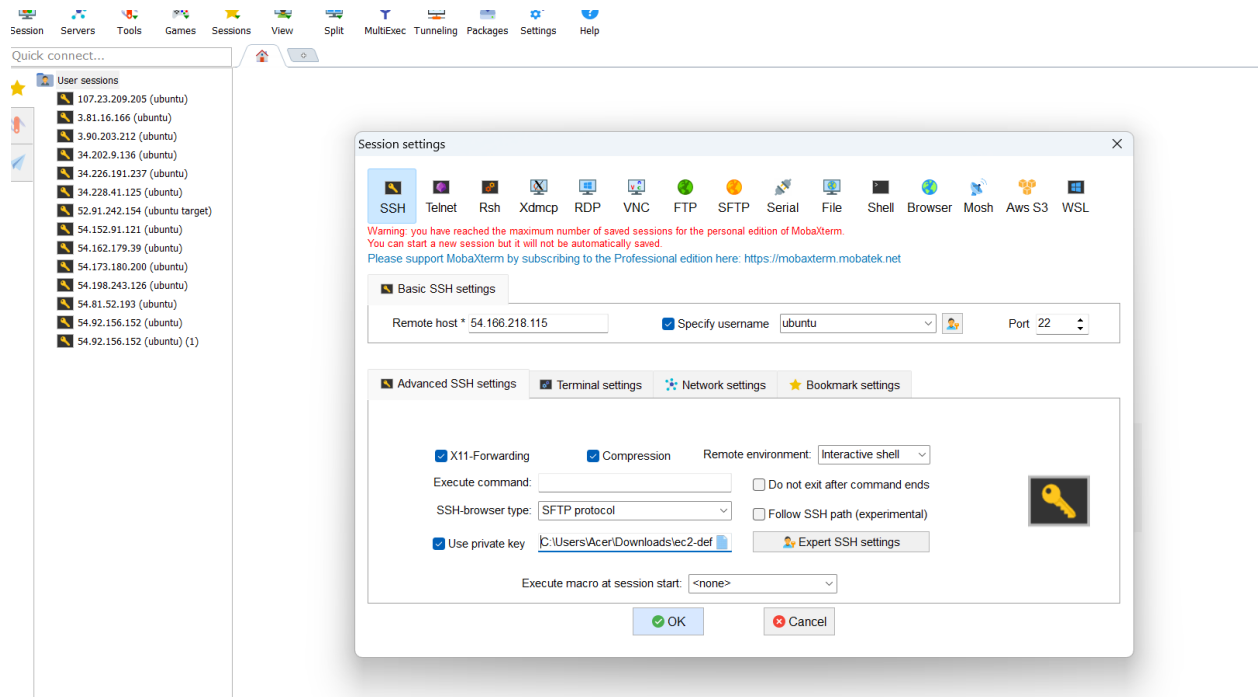 Session Servers Tools Games Sessions View Split MultiExec Tunneling Packages Settings Help
Quick connect...
User sessions
107.23.209.205 (ubuntu)
3.81.16.166 (ubuntu)
3.90.203.212 (ubuntu)
34.202.9.136 (ubuntu)
34.226.191.237 (ubuntu)
34.228.41.125 (ubuntu)
52.91.242.154 (ubuntu target)
54.152.91.121 (ubuntu)
54.162.179.39 (ubuntu)
54.173.180.200 (ubuntu)
54.198.243.126 (ubuntu)
54.81.52.193 (ubuntu)
54.92.156.152 (ubuntu)
54.92.156.152 (ubuntu) (1)
Session settings
SSH Telnet Rsh Xdmcp RDP VNC FTP SFTP Serial File Shell Browser Mosh Aws S3 WSL
Warning: you have reached the maximum number of saved sessions for the personal edition of MobaXterm.
You can start a new session but it will not be automatically saved.
Please support MobaXterm by subscribing to the Professional edition here: https://mobaxterm.mobatek.net
Basic SSH settings
Remote host * 54.166.218.115 Specify username ubuntu Port 22
Advanced SSH settings Terminal settings Network settings Bookmark settings
X11-Forwarding Compression Remote environment: Interactive shell
Execute command: Do not exit after command ends
SSH-browser type: SFTP protocol Follow SSH path (experimental)
Use private key C:\Users\Acer\Downloads\ec2-def Expert SSH settings
Execute macro at session start: <none>
OK Cancel